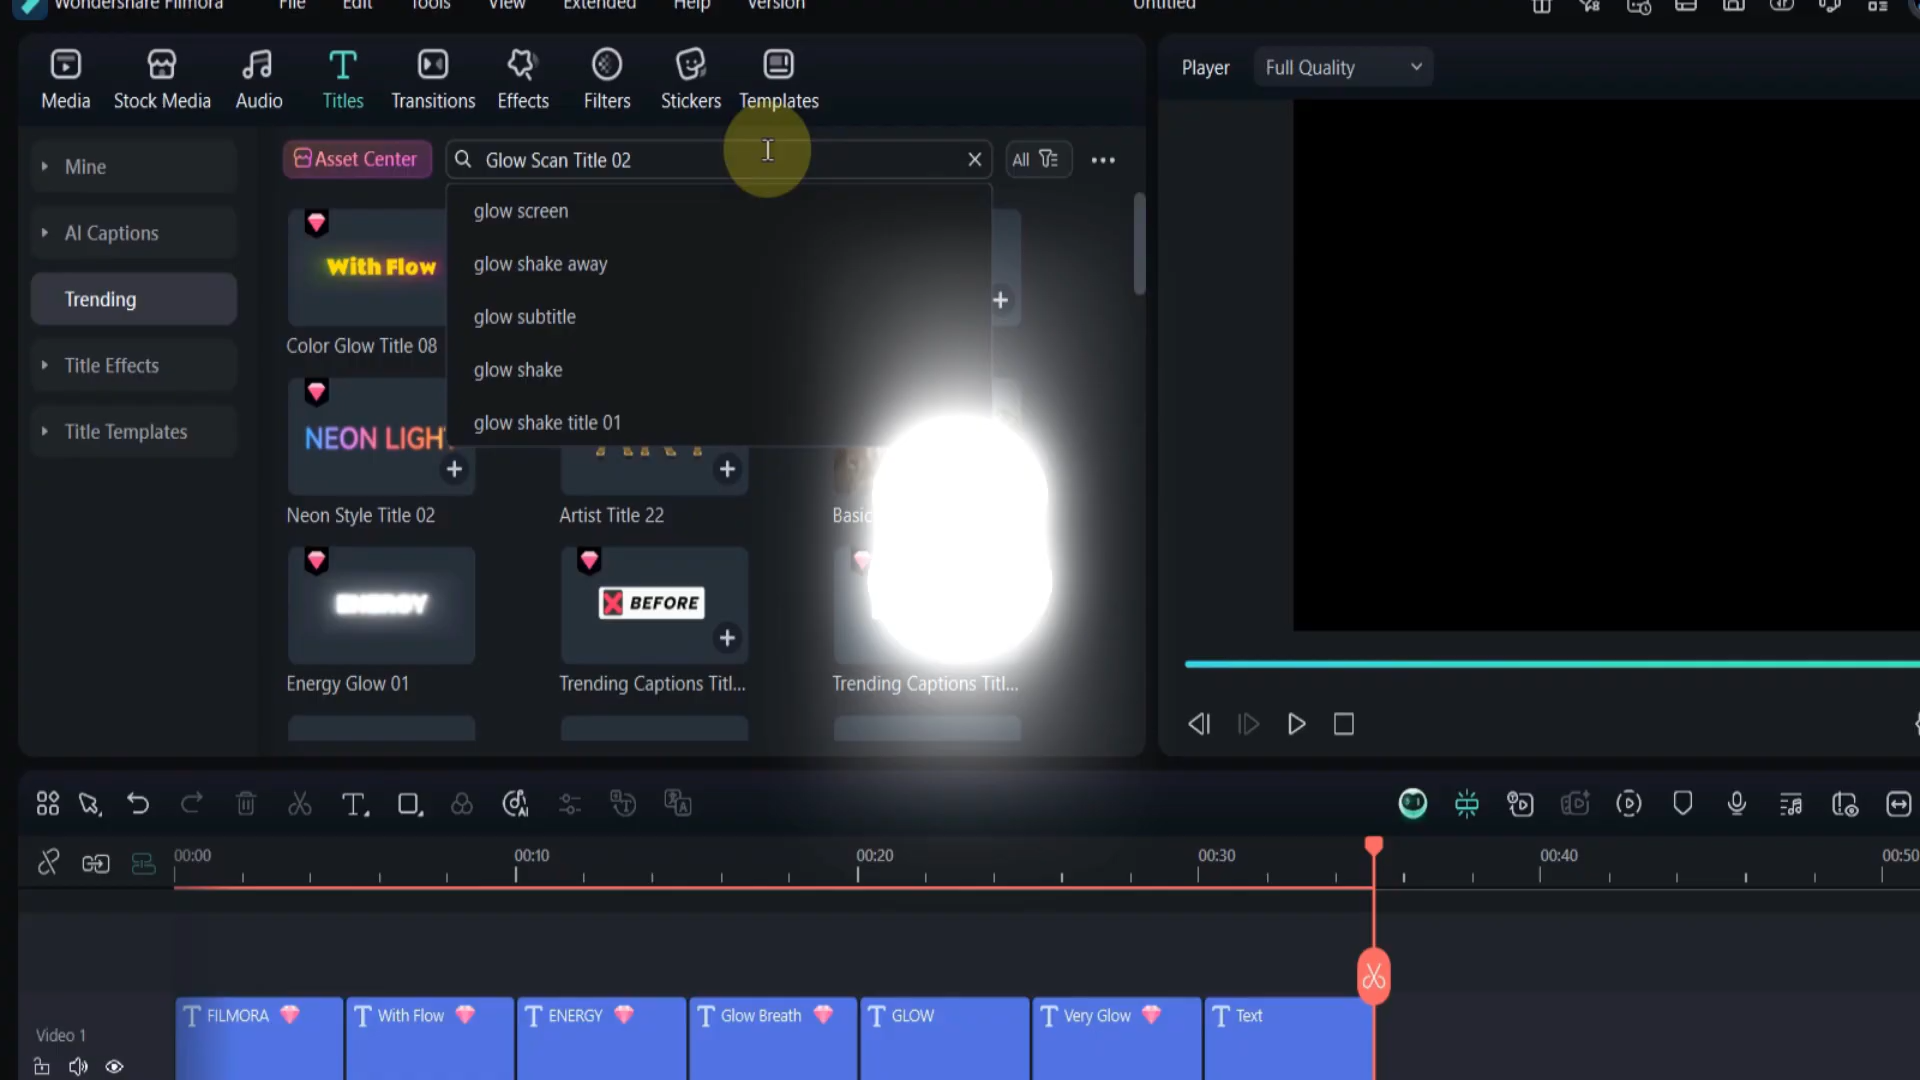 Wondershare Filmora File Edit Tools View Extended Help Version Untitled
Media Stock Media Audio Titles Transitions Effects Filters Stickers Templates
Player Full Quality
Mine
AI Captions
Trending
Title Effects
Title Templates
Asset Center Glow Scan Title 02 All
glow screen
glow shake away
glow subtitle
glow shake
glow shake title 01
With Flow
Color Glow Title 08
NEON LIGH
Neon Style Title 02 Artist Title 22 Basic
ENERGY BEFORE
Energy Glow 01 Trending Captions Titl... Trending Captions Titl...
00:00 00:10 00:20 00:30 00:40 00:50
FILMORA With Flow ENERGY Glow Breath GLOW Very Glow Text
Video 1